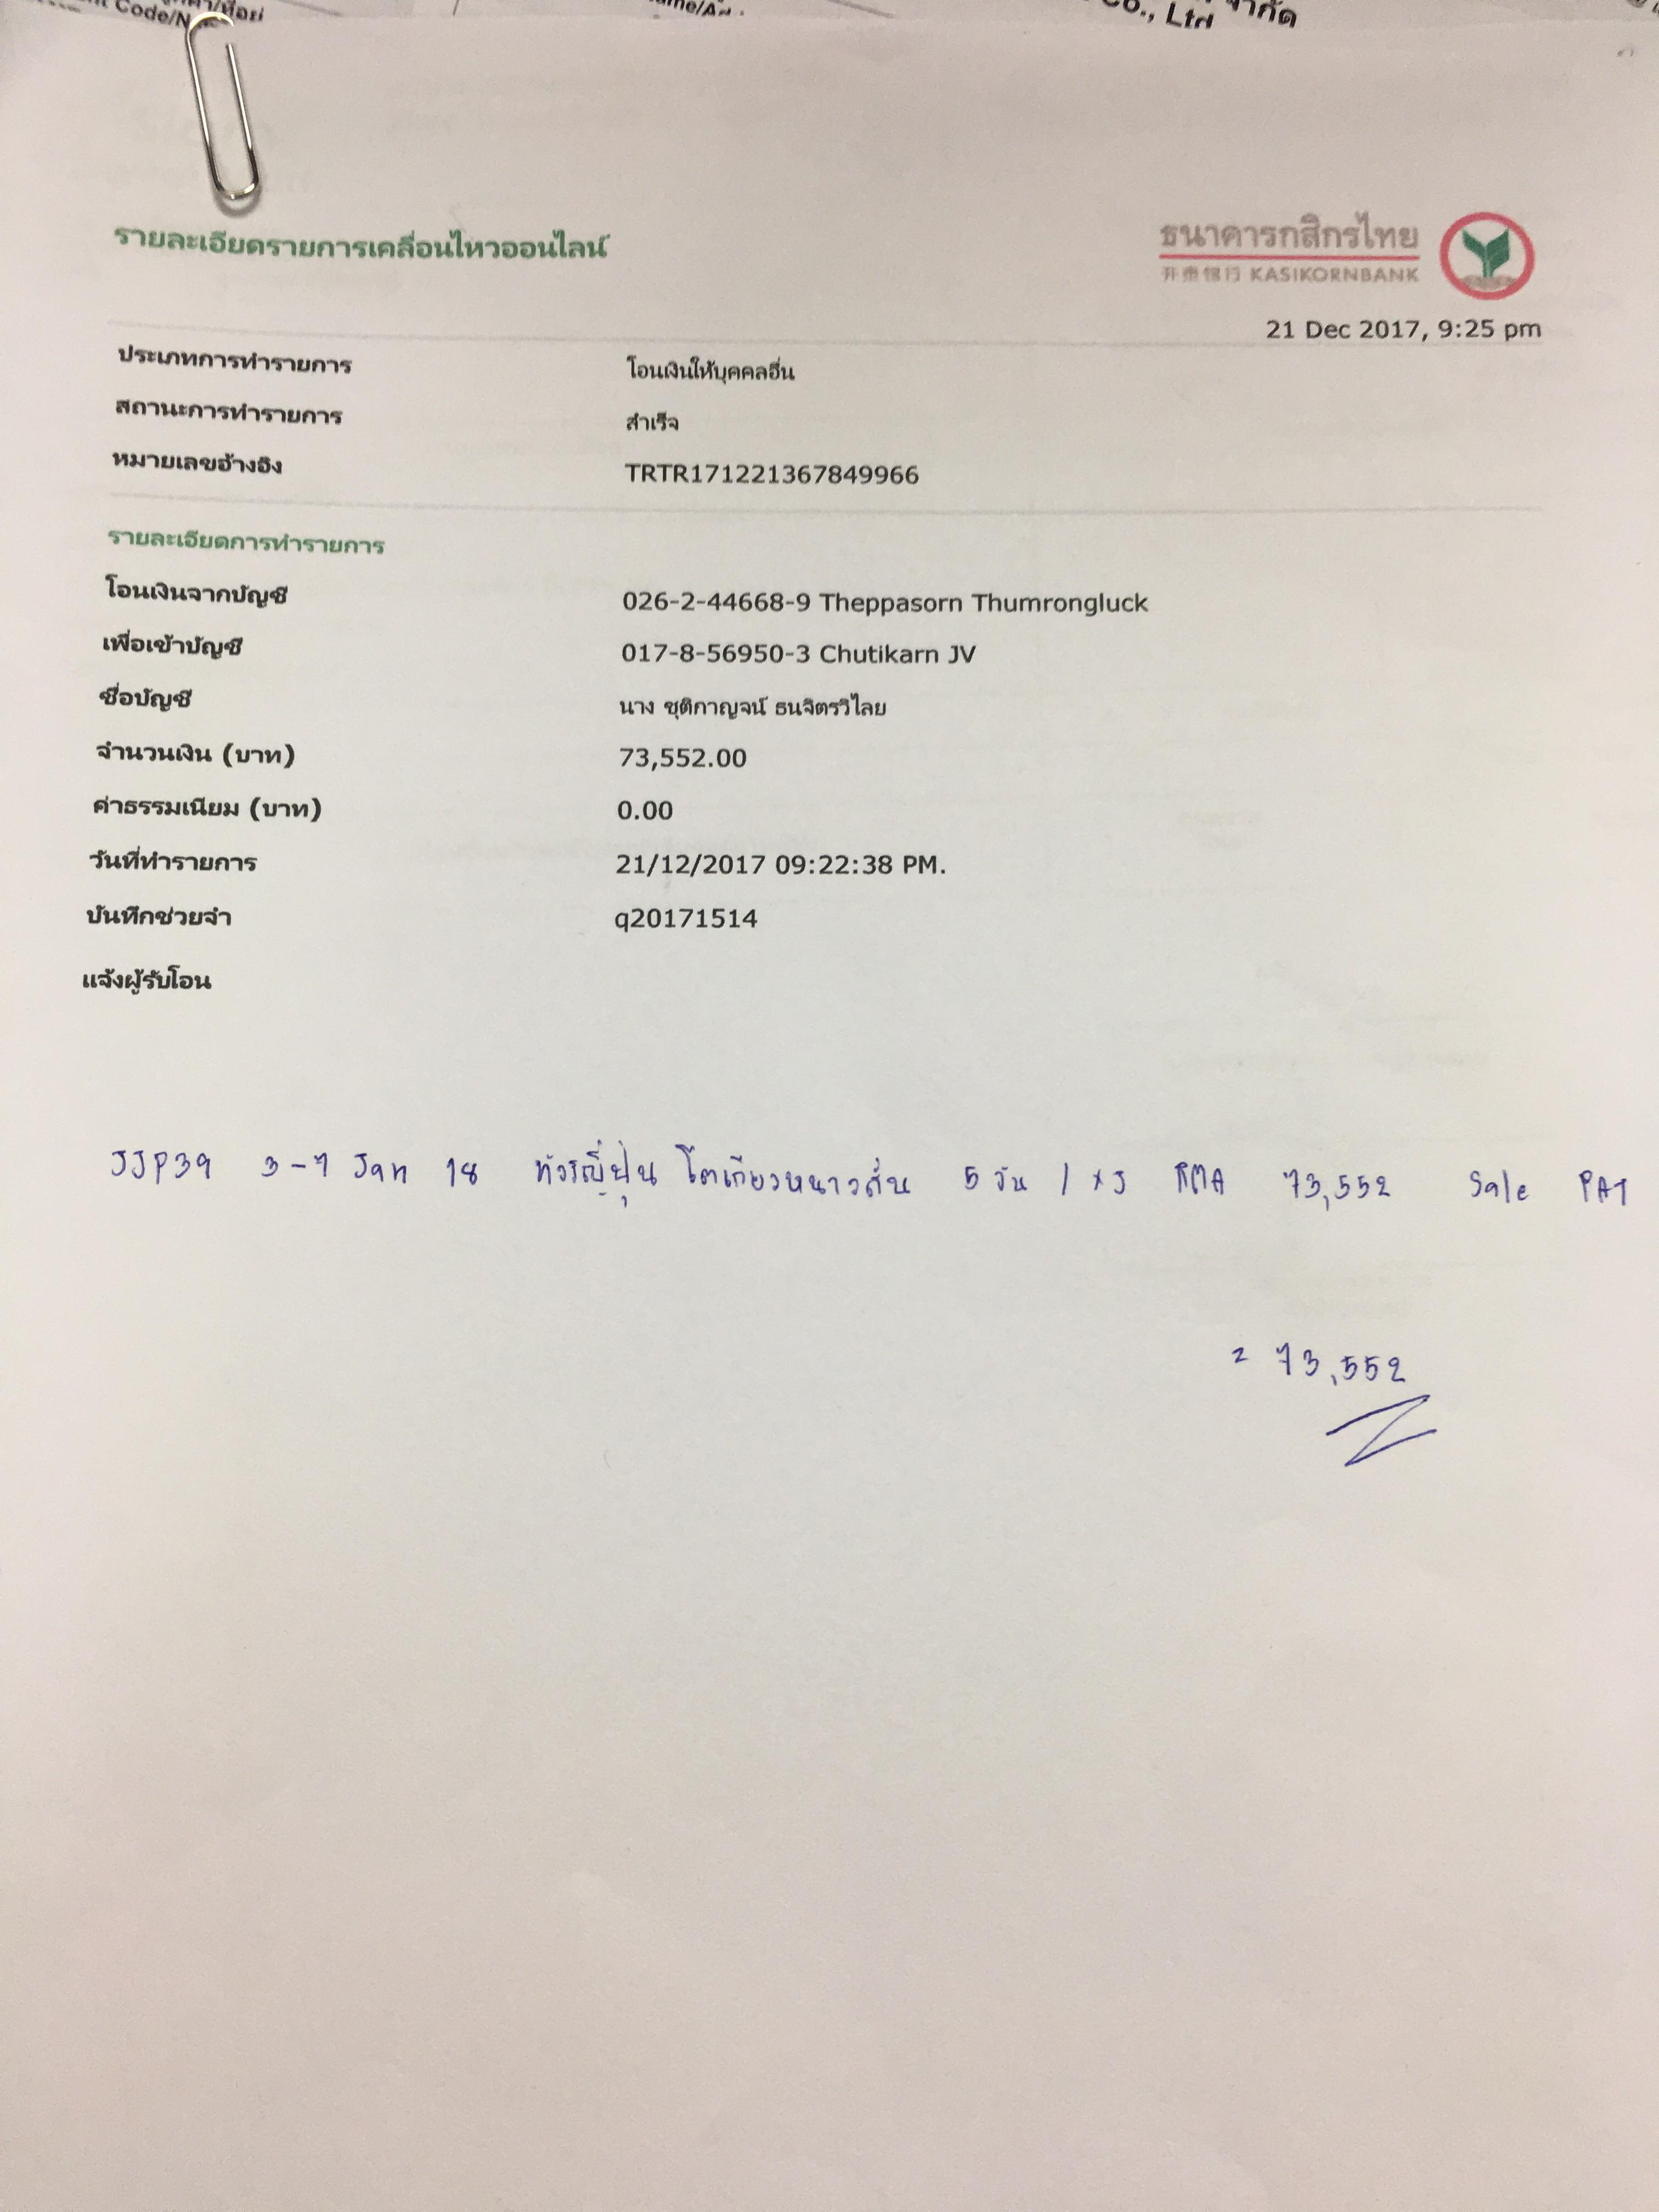 Co., Ltd จำกัด
รายละเอียดรายการเคลื่อนไหวออนไลน์
ธนาคารกสิกรไทย
开泰银行 KASIKORNBANK
21 Dec 2017, 9:25 pm
ประเภทการทำรายการ โอนเงินให้บุคคลอื่น
สถานะการทำรายการ สำเร็จ
หมายเลขอ้างอิง TRTR171221367849966
รายละเอียดการทำรายการ
โอนเงินจากบัญชี 026-2-44668-9 Theppasorn Thumrongluck
เพื่อเข้าบัญชี 017-8-56950-3 Chutikarn JV
ชื่อบัญชี นาง ชุติกาญจน์ ธนจิตรวิไลย
จำนวนเงิน (บาท) 73,552.00
ค่าธรรมเนียม (บาท) 0.00
วันที่ทำรายการ 21/12/2017 09:22:38 PM.
บันทึกช่วยจำ q20171514
แจ้งผู้รับโอน
JJP39 3-7 Jan 18 ทัวร์ญี่ปุ่น โตเกียวหนาวสั่น 5 วัน / XJ RMA 73,552 Sale PAT
= 73,552